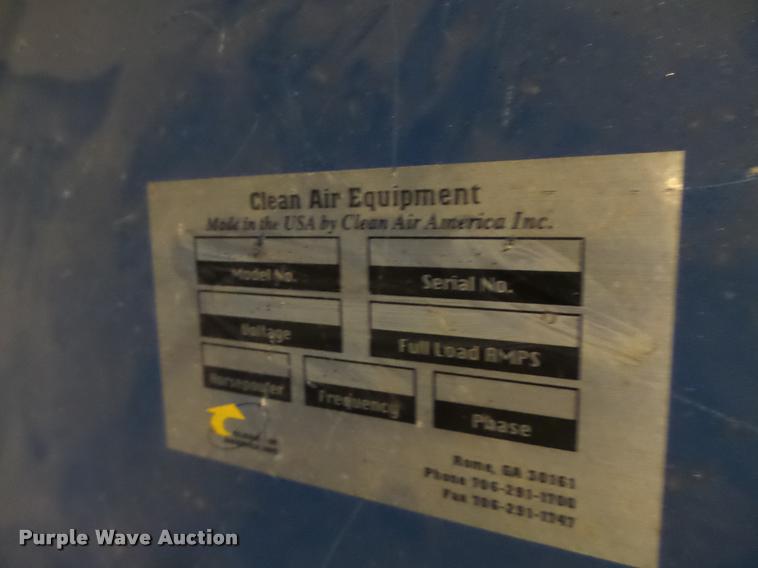 Clean Air Equipment
Made in the USA by Clean Air America Inc.
Model No. Serial No.
Voltage Full Load AMPS
Horsepower Frequency Phase
Rome, GA 30161
Phone 706-291-1700
Fax 706-291-1747
Purple Wave Auction